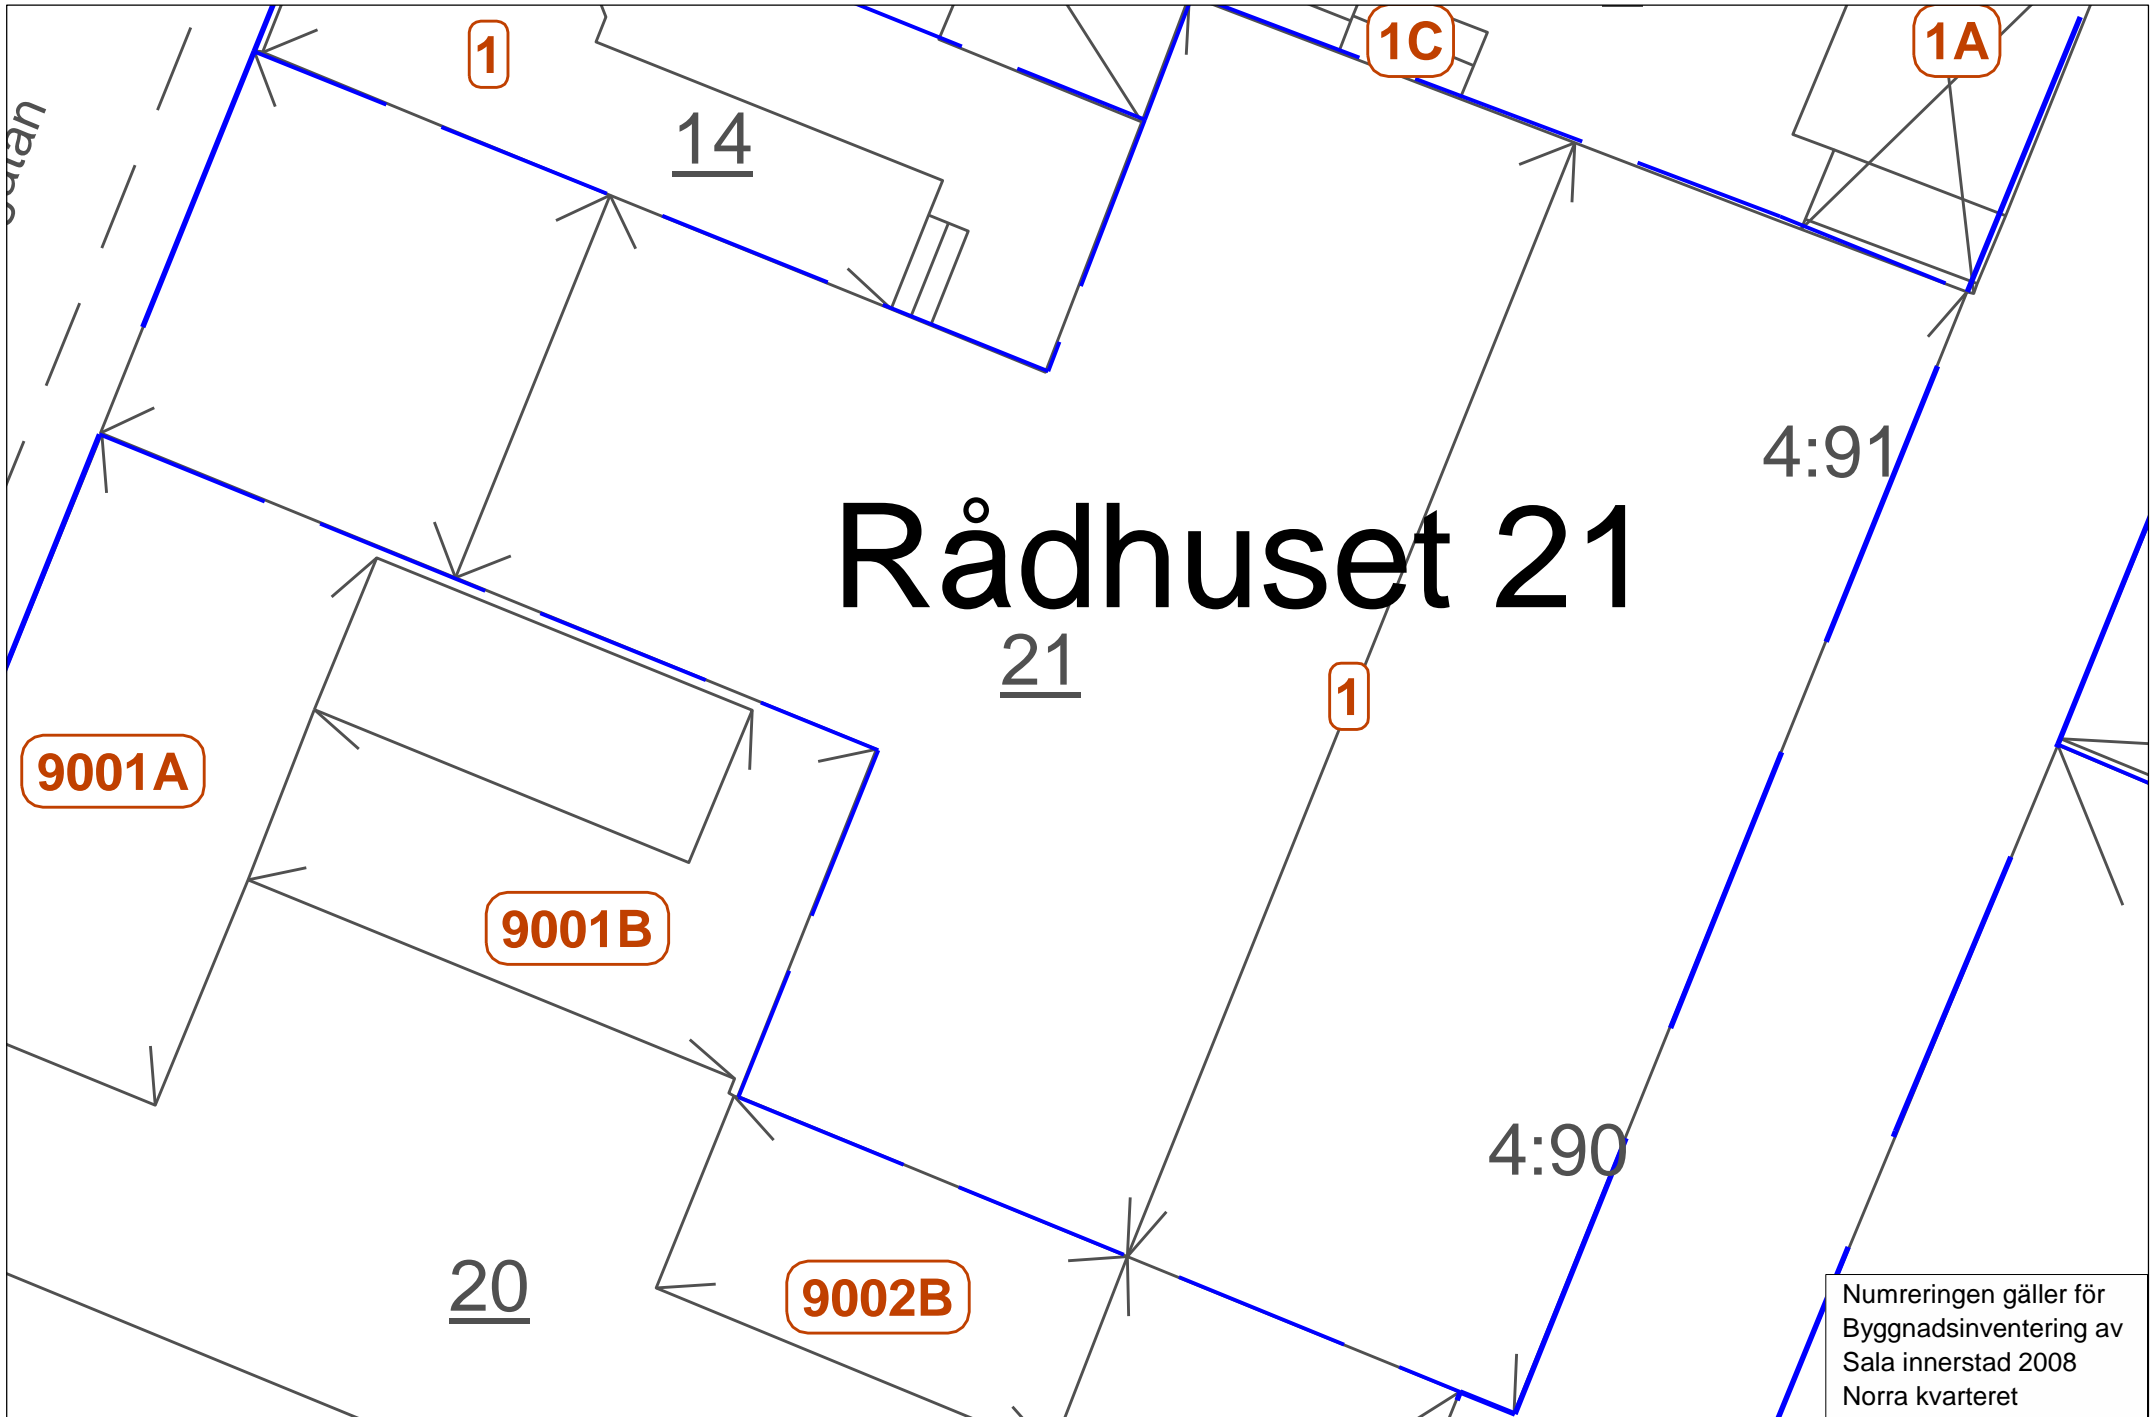 1
1C
1A
14
4:91
Rådhuset 21
21
1
9001A
9001B
4:90
20
9002B
Numreringen gäller för
Byggnadsinventering av
Sala innerstad 2008
Norra kvarteret